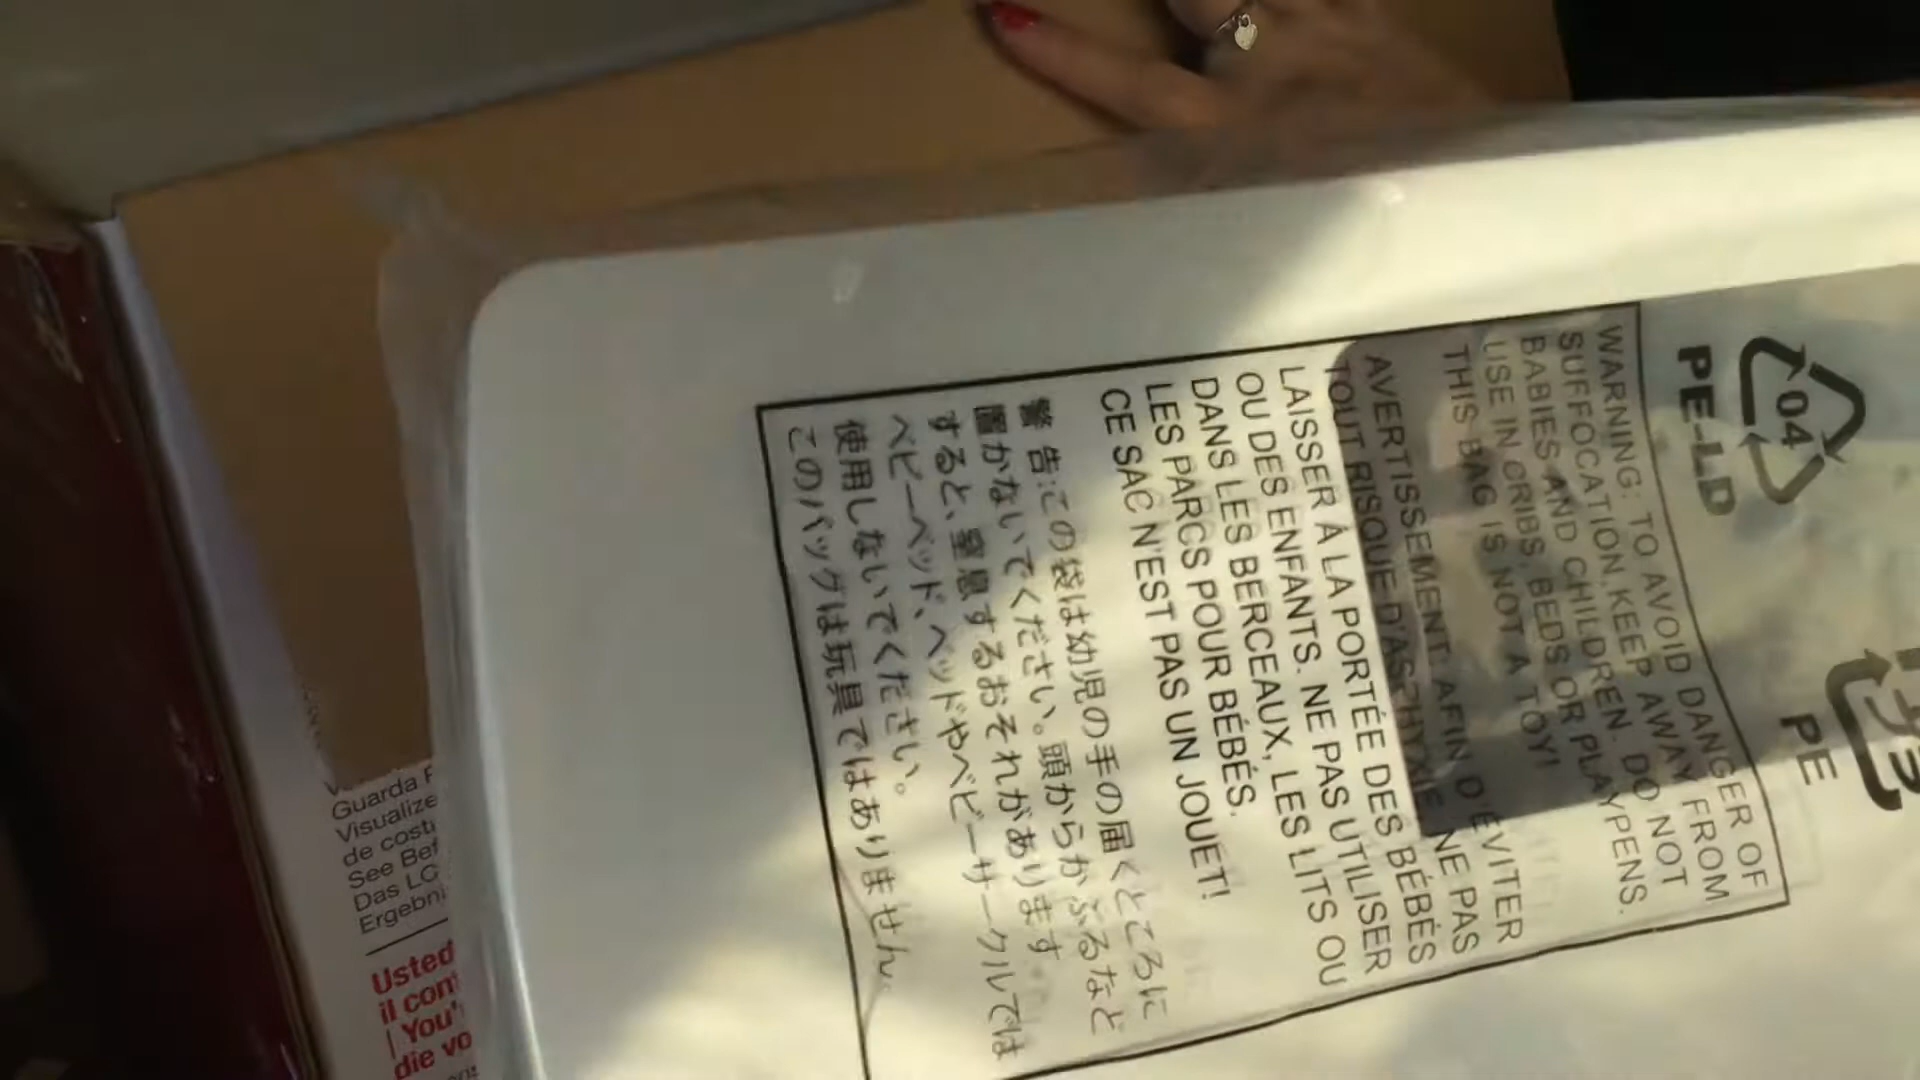 04
PE-LD
プラ
PE
WARNING: TO AVOID DANGER OF
SUFFOCATION, KEEP AWAY FROM
BABIES AND CHILDREN. DO NOT
USE IN CRIBS, BEDS OR PLAYPENS.
THIS BAG IS NOT A TOY!
AVERTISSEMENT: AFIN D'ÉVITER
TOUT RISQUE D'ASPHYXIE NE PAS
LAISSER À LA PORTÉE DES BÉBÉS
OU DES ENFANTS. NE PAS UTILISER
DANS LES BERCEAUX, LES LITS OU
LES PARCS POUR BÉBÉS.
CE SAC N'EST PAS UN JOUET!
警告:この袋は幼児の手の届くところに
置かないでください。頭からかぶるなど
すると、窒息するおそれがあります
ベビーベッド、ベッドやベビーサークルでは
使用しないでください。
このバッグは玩具ではありません。
Guarda
Visualize
de
See
Das
Usted
il
You'
die